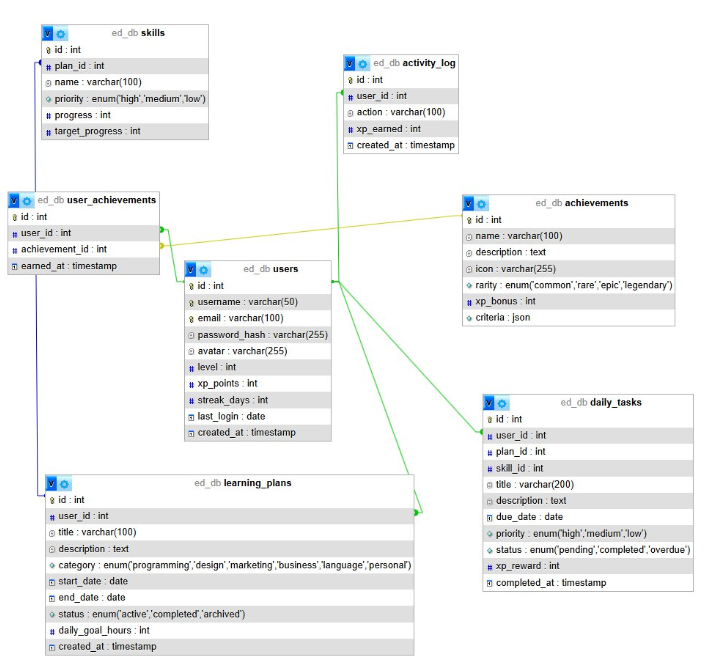 ed_db skills
id : int
plan_id : int
name : varchar(100)
priority : enum('high','medium','low')
progress : int
target_progress : int
ed_db activity_log
id : int
user_id : int
action : varchar(100)
xp_earned : int
created_at : timestamp
ed_db user_achievements
id : int
user_id : int
achievement_id : int
earned_at : timestamp
ed_db achievements
id : int
name : varchar(100)
description : text
icon : varchar(255)
rarity : enum('common','rare','epic','legendary')
xp_bonus : int
criteria : json
ed_db users
id : int
username : varchar(50)
email : varchar(100)
password_hash : varchar(255)
avatar : varchar(255)
level : int
xp_points : int
streak_days : int
last_login : date
created_at : timestamp
ed_db daily_tasks
id : int
user_id : int
plan_id : int
skill_id : int
title : varchar(200)
description : text
due_date : date
priority : enum('high','medium','low')
status : enum('pending','completed','overdue')
xp_reward : int
completed_at : timestamp
ed_db learning_plans
id : int
user_id : int
title : varchar(100)
description : text
category : enum('programming','design','marketing','business','language','personal')
start_date : date
end_date : date
status : enum('active','completed','archived')
daily_goal_hours : int
created_at : timestamp